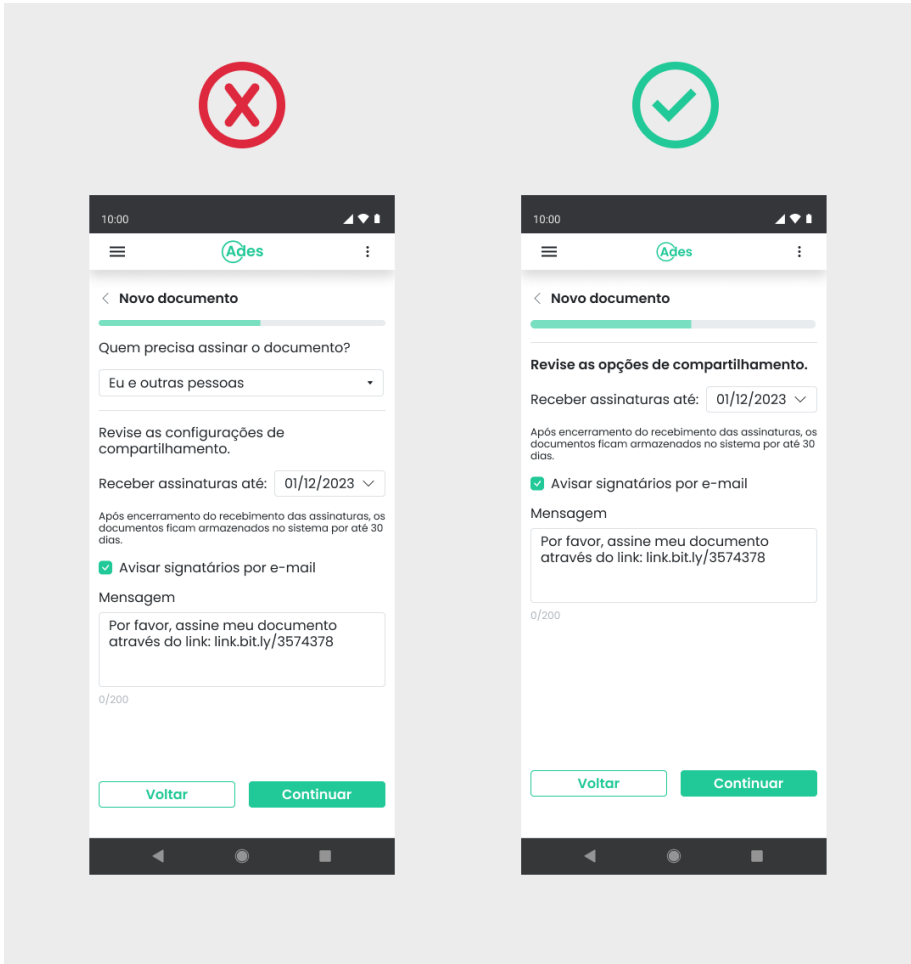 10:00
Ades
Novo documento
Quem precisa assinar o documento?
Eu e outras pessoas
Revise as configurações de
compartilhamento.
Receber assinaturas até: 01/12/2023
Após encerramento do recebimento das assinaturas, os
documentos ficam armazenados no sistema por até 30
dias.
Avisar signatários por e-mail
Mensagem
Por favor, assine meu documento
através do link: link.bit.ly/3574378
0/200
Voltar Continuar
10:00
Ades
Novo documento
Revise as opções de compartilhamento.
Receber assinaturas até: 01/12/2023
Após encerramento do recebimento das assinaturas, os
documentos ficam armazenados no sistema por até 30
dias.
Avisar signatários por e-mail
Mensagem
Por favor, assine meu documento
através do link: link.bit.ly/3574378
0/200
Voltar Continuar